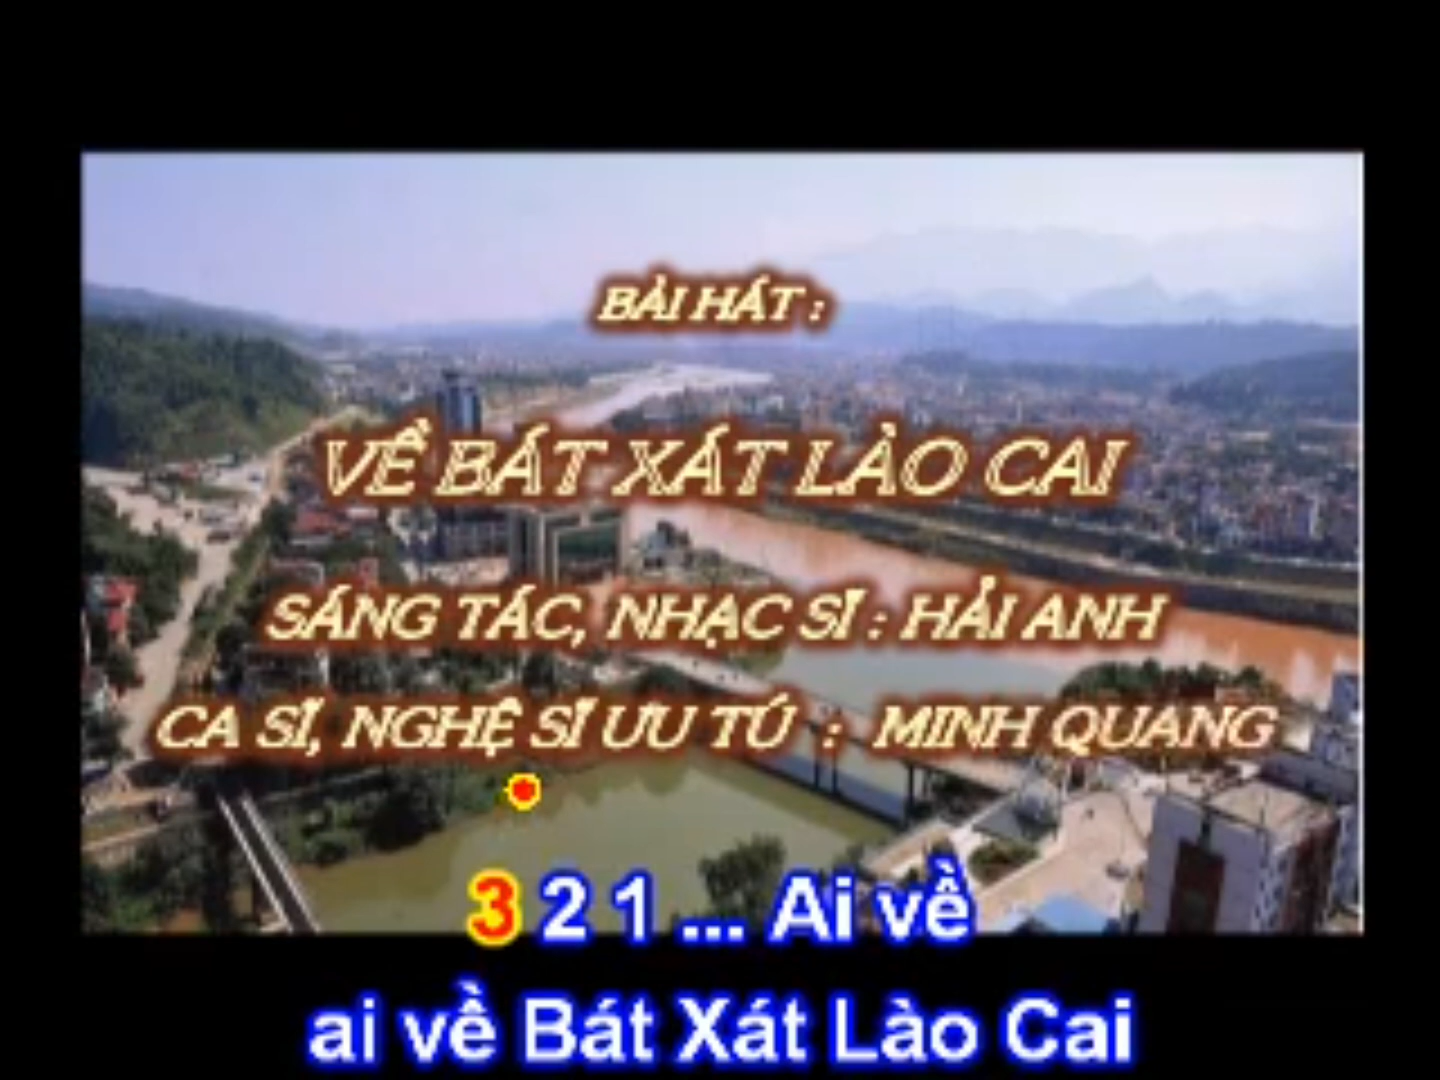 BÀI HÁT :
VỀ BÁT XÁT LÀO CAI
SÁNG TÁC, NHẠC SĨ : HẢI ANH
CA SĨ, NGHỆ SĨ ƯU TÚ : MINH QUANG
3 2 1 ... Ai về
ai về Bát Xát Lào Cai